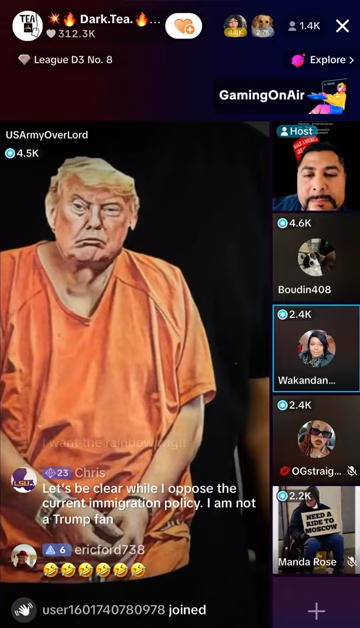 TEA
🔥Dark.Tea.🔥...
312.3K
1.4K
League D3 No. 8
Explore >
GamingOnAir
USArmyOverLord
4.5K
Host
4.6K
Boudin408
2.4K
Wakandan...
2.4K
OGstraig...
2.2K
NEED A
RIDE TO
MOSCOW
Manda Rose
I want the rainbow wig!!
23 Chris
LSU
Let's be clear while I oppose the
current immigration policy. I am not
a Trump fan
6 ericford738
🤣🤣🤣🤣🤣🤣
user1601740780978 joined